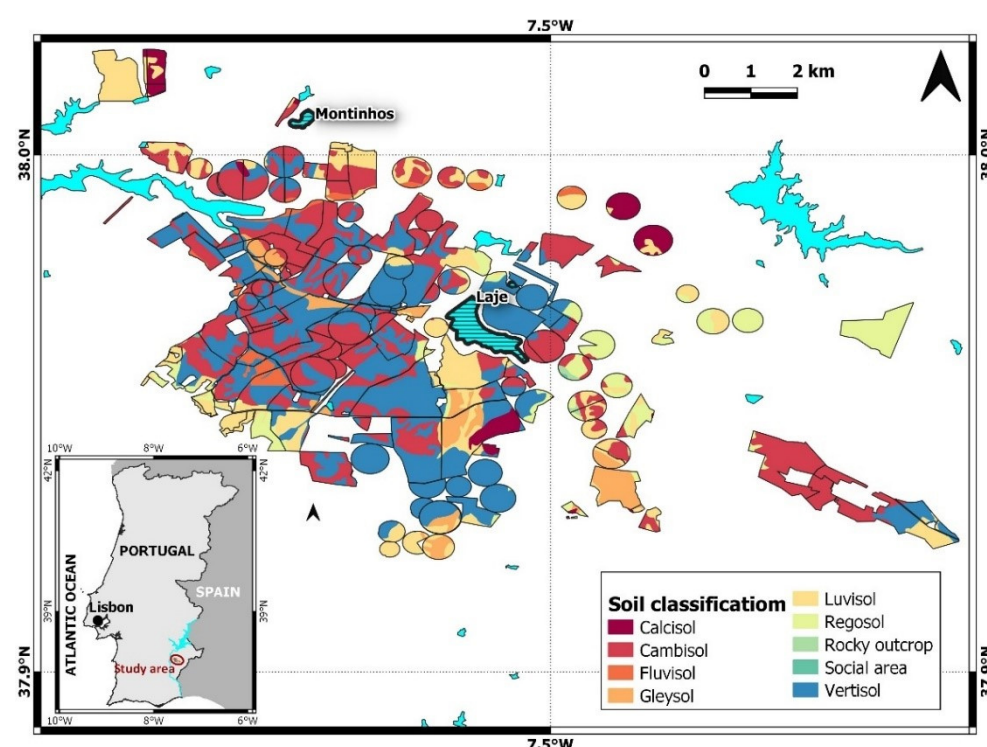 7.5°W
0 1 2 km
Montinhos
38.0°N
38.0°N
Laje
10°W 8°W 6°W
42°N
42°N
PORTUGAL
SPAIN
ATLANTIC OCEAN
Lisbon
39°N
39°N
Study area
10°W 8°W 6°W
Soil classificatiom
Calcisol
Cambisol
Fluvisol
Gleysol
Luvisol
Regosol
Rocky outcrop
Social area
Vertisol
37.9°N
37.9°N
7.5°W